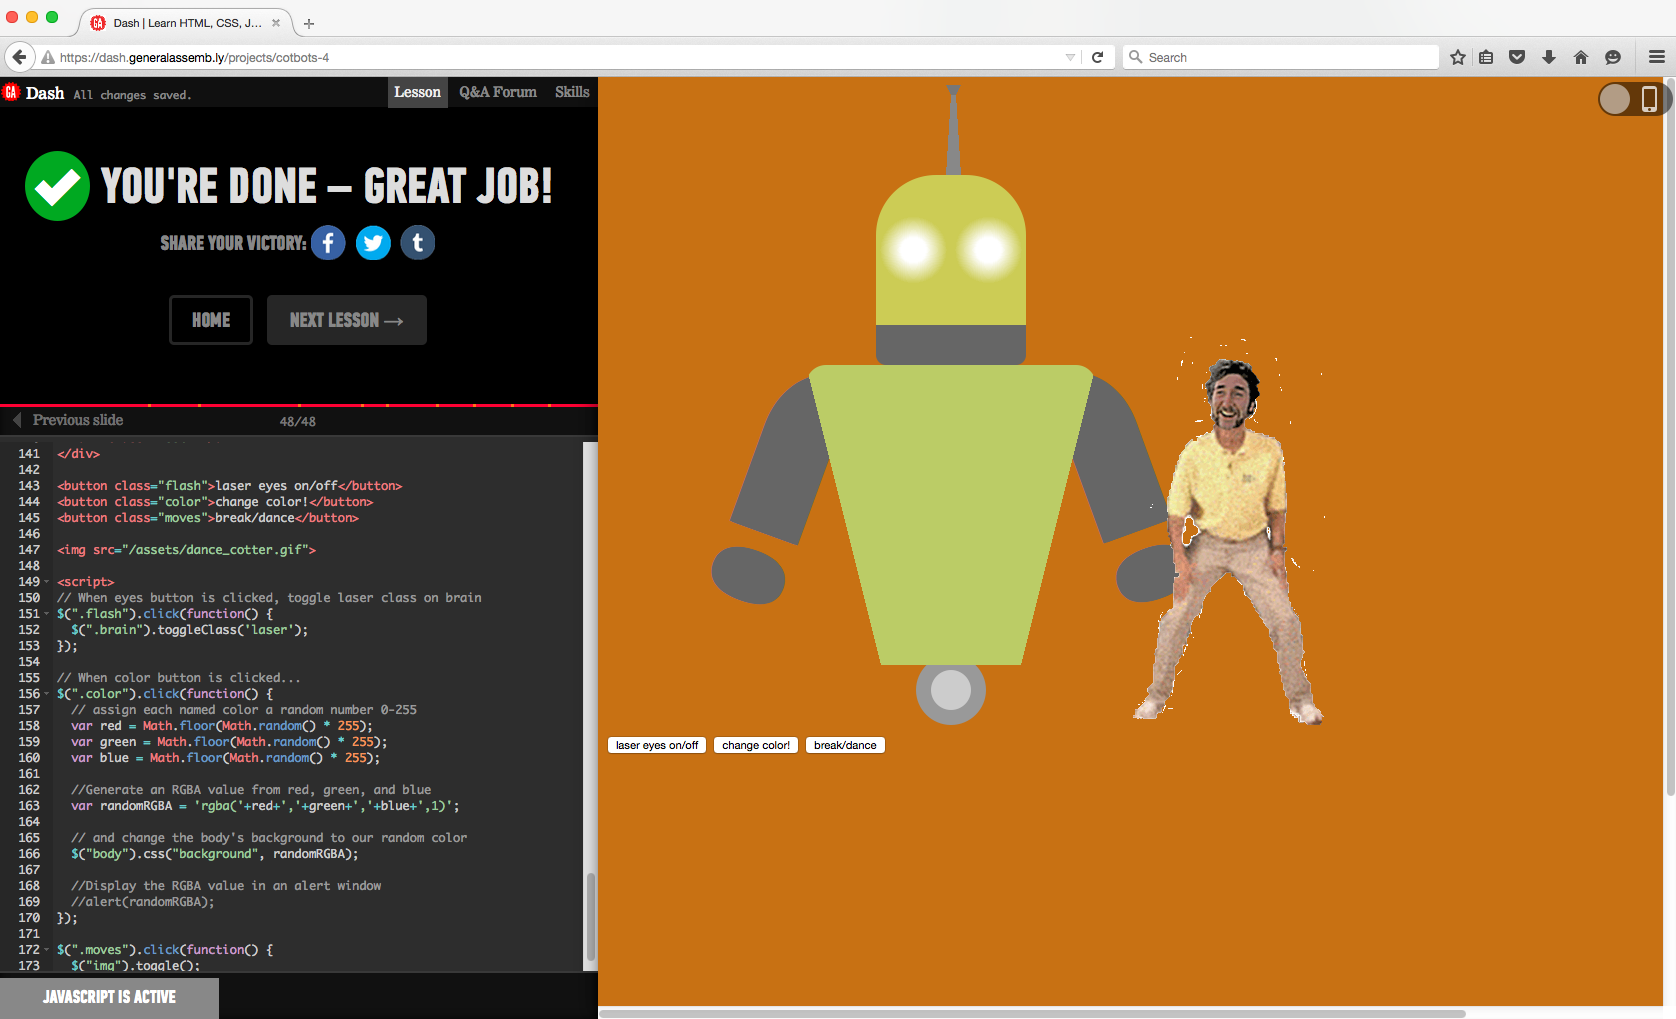 Dash | Learn HTML, CSS, J...
https://dash.generalassemb.ly/projects/cotbots-4
Search
GA Dash All changes saved.
Lesson Q&A Forum Skills
YOU'RE DONE — GREAT JOB!
SHARE YOUR VICTORY: f t
HOME NEXT LESSON →
Previous slide 48/48
141 </div>
142
143 <button class="flash">laser eyes on/off</button>
144 <button class="color">change color!</button>
145 <button class="moves">break/dance</button>
146
147 <img src="/assets/dance_cotter.gif">
148
149 <script>
150 // When eyes button is clicked, toggle laser class on brain
151 $(".flash").click(function() {
152 $(".brain").toggleClass('laser');
153 });
154
155 // When color button is clicked...
156 $(".color").click(function() {
157 // assign each named color a random number 0-255
158 var red = Math.floor(Math.random() * 255);
159 var green = Math.floor(Math.random() * 255);
160 var blue = Math.floor(Math.random() * 255);
161
162 //Generate an RGBA value from red, green, and blue
163 var randomRGBA = 'rgba('+red+','+green+','+blue+',1)';
164
165 // and change the body's background to our random color
166 $("body").css("background", randomRGBA);
167
168 //Display the RGBA value in an alert window
169 //alert(randomRGBA);
170 });
171
172 $(".moves").click(function() {
173 $("img").toggle();
JAVASCRIPT IS ACTIVE
laser eyes on/off change color! break/dance